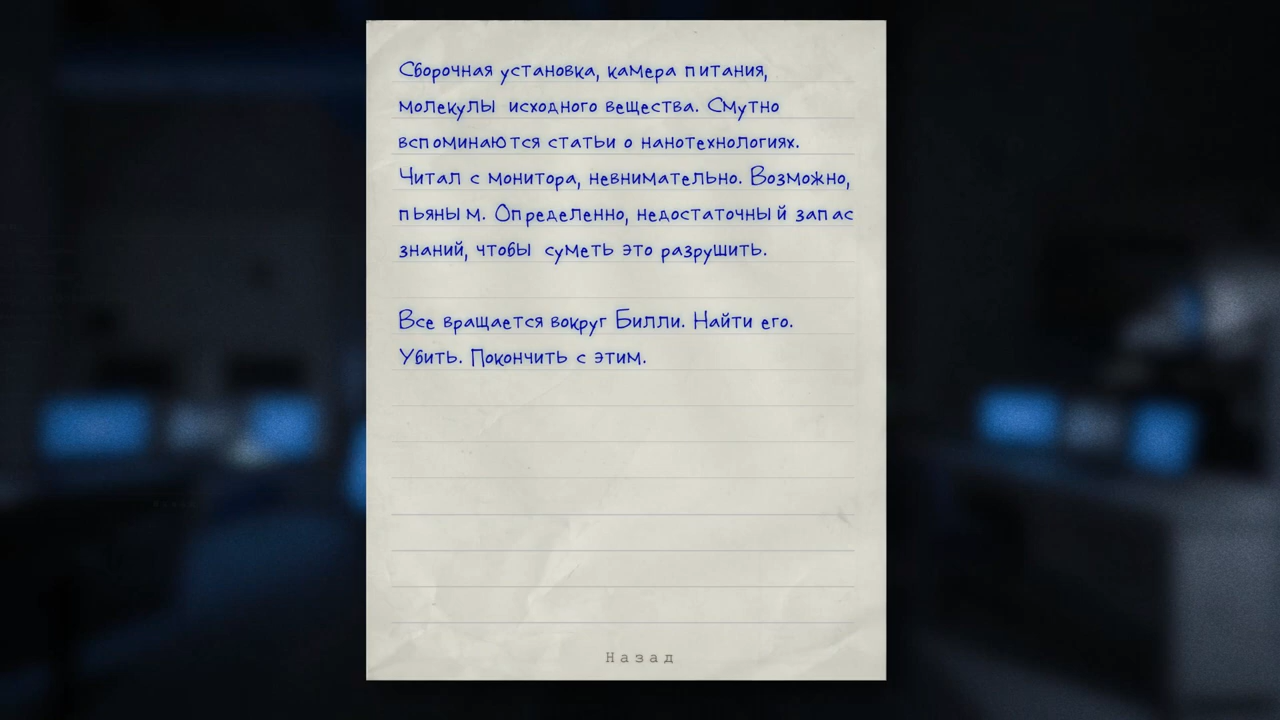 Сборочная установка, камера питания,
молекулы исходного вещества. Смутно
вспоминаются статьи о нанотехнологиях.
Читал с монитора, невнимательно. Возможно,
пьяным. Определенно, недостаточный запас
знаний, чтобы суметь это разрушить.
Все вращается вокруг Билли. Найти его.
Убить. Покончить с этим.
Назад